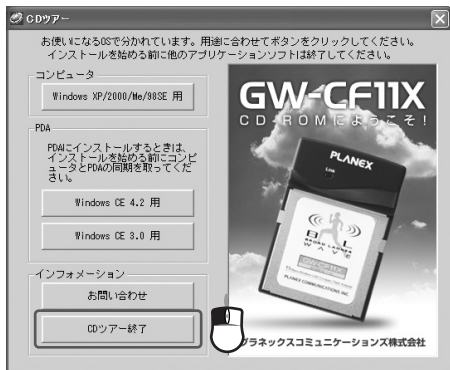 CDツアー
お使いになるOSで分かれています。用途に合わせてボタンをクリックしてください。
インストールを始める前に他のアプリケーションソフトは終了してください。
コンピュータ
Windows XP/2000/Me/98SE 用
PDA
PDAにインストールするときは、
インストールを始める前にコンピ
ュータとPDAの同期を取ってくだ
さい。
Windows CE 4.2 用
Windows CE 3.0 用
インフォメーション
お問い合わせ
CDツアー終了
GW-CF11X
CD-ROMにようこそ!
PLANEX
Link
WAVE
PLANEX COMMUNICATIONS INC.
プラネックスコミュニケーションズ株式会社